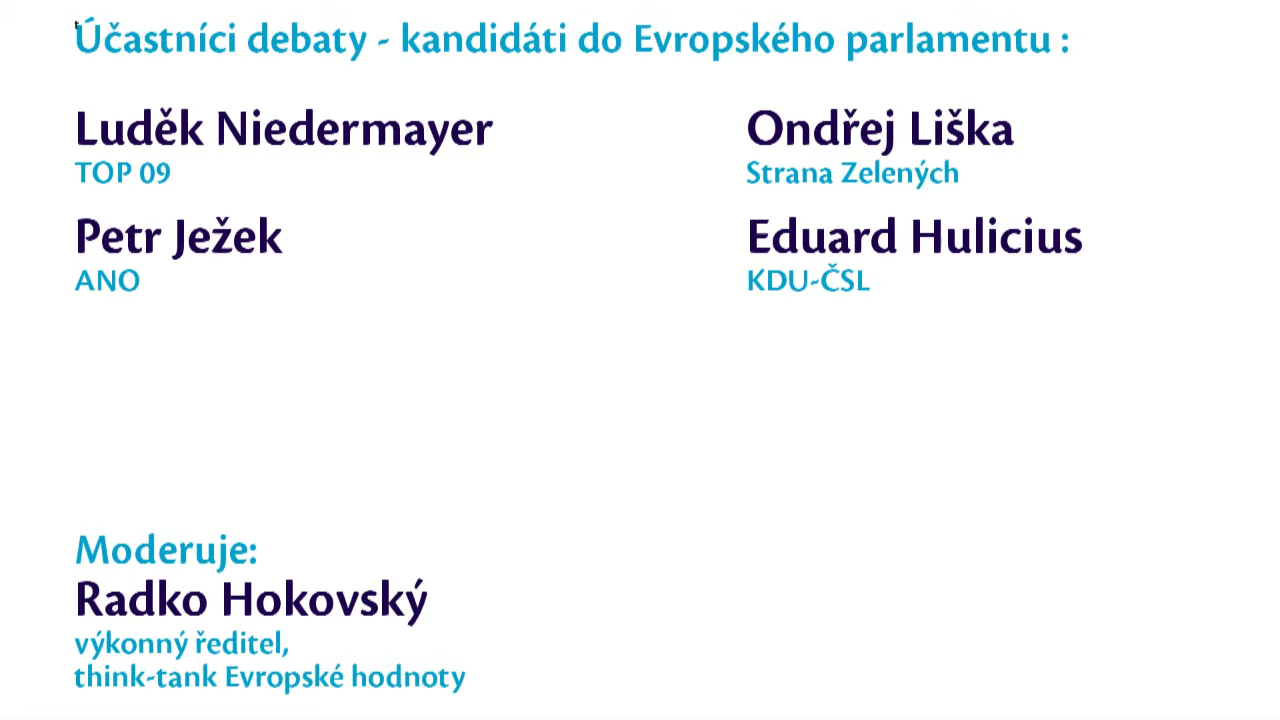 Účastníci debaty - kandidáti do Evropského parlamentu :
Luděk Niedermayer
TOP 09
Ondřej Liška
Strana Zelených
Petr Ježek
ANO
Eduard Hulicius
KDU-ČSL
Moderuje:
Radko Hokovský
výkonný ředitel,
think-tank Evropské hodnoty